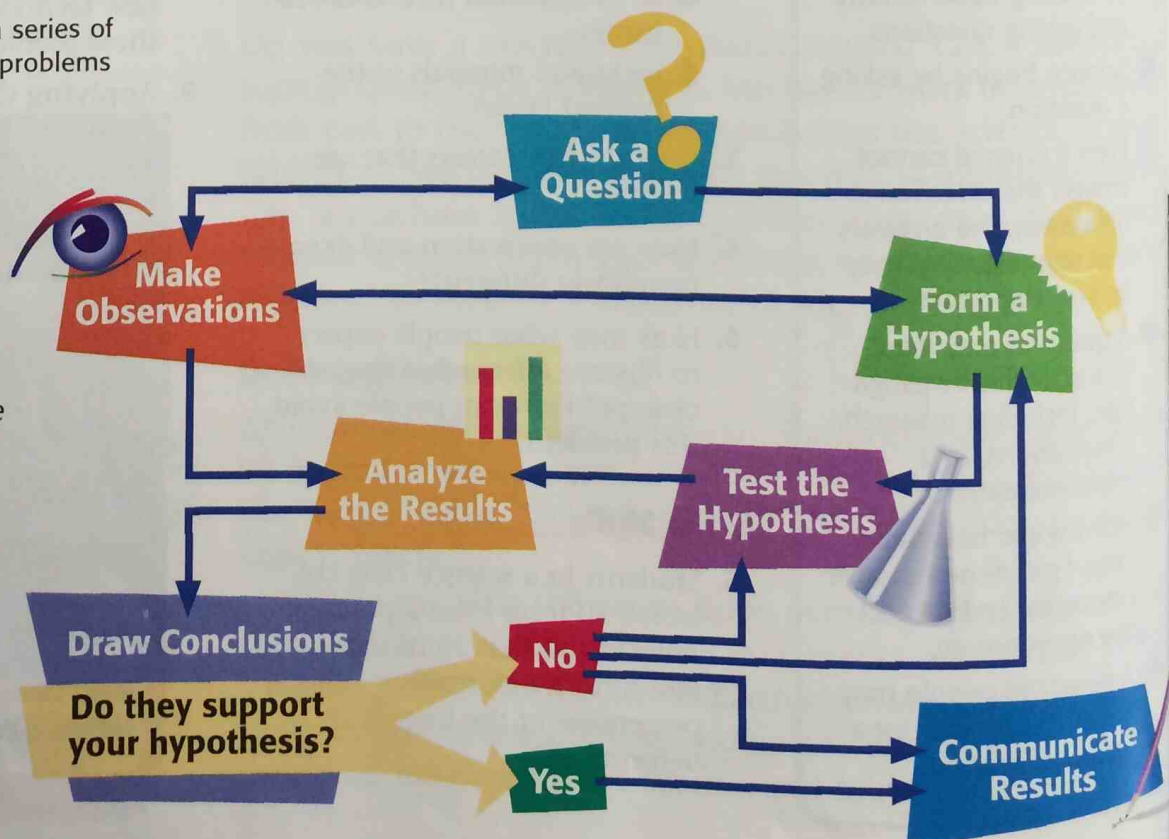 series of
problems
Ask a
Question
Make
Observations
Form a
Hypothesis
Analyze
the Results
Test the
Hypothesis
Draw Conclusions
Do they support
your hypothesis?
No
Yes
Communicate
Results